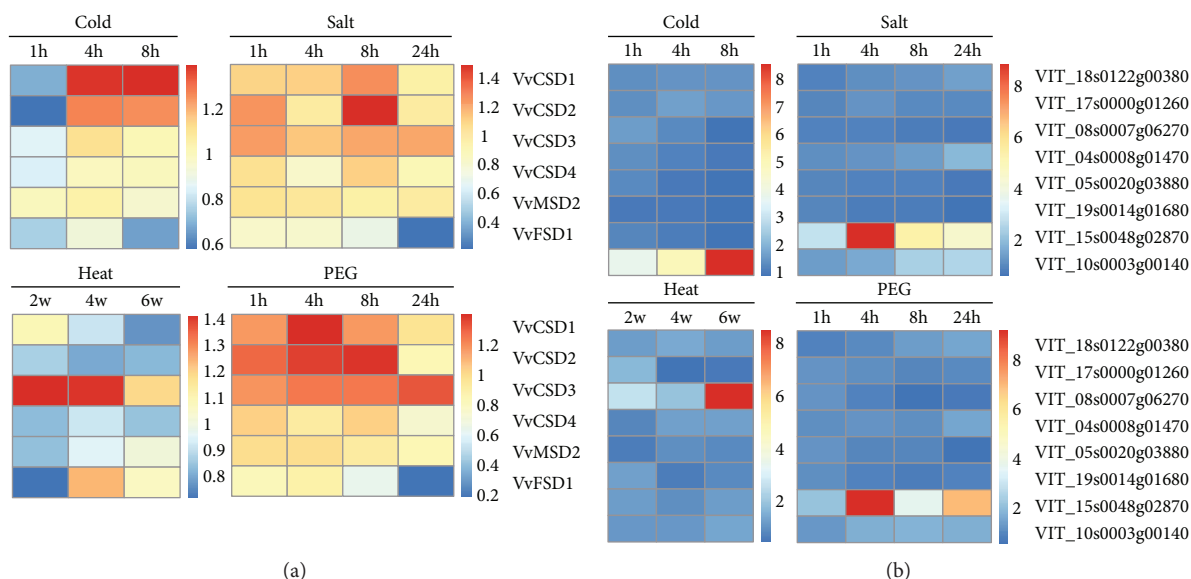 Cold
Salt
1h 4h 8h
1h 4h 8h 24h
1.2
1
0.8
0.6
1.4
1.2
1
0.8
0.6
0.4
VvCSD1
VvCSD2
VvCSD3
VvCSD4
VvMSD2
VvFSD1
Heat
PEG
2w 4w 6w
1h 4h 8h 24h
1.4
1.3
1.2
1.1
1
0.9
0.8
1.2
1
0.8
0.6
0.4
0.2
VvCSD1
VvCSD2
VvCSD3
VvCSD4
VvMSD2
VvFSD1
(a)
Cold
Salt
1h 4h 8h
1h 4h 8h 24h
8
7
6
5
4
3
2
1
8
6
4
2
VIT_18s0122g00380
VIT_17s0000g01260
VIT_08s0007g06270
VIT_04s0008g01470
VIT_05s0020g03880
VIT_19s0014g01680
VIT_15s0048g02870
VIT_10s0003g00140
Heat
PEG
2w 4w 6w
1h 4h 8h 24h
8
6
4
2
8
6
4
2
VIT_18s0122g00380
VIT_17s0000g01260
VIT_08s0007g06270
VIT_04s0008g01470
VIT_05s0020g03880
VIT_19s0014g01680
VIT_15s0048g02870
VIT_10s0003g00140
(b)